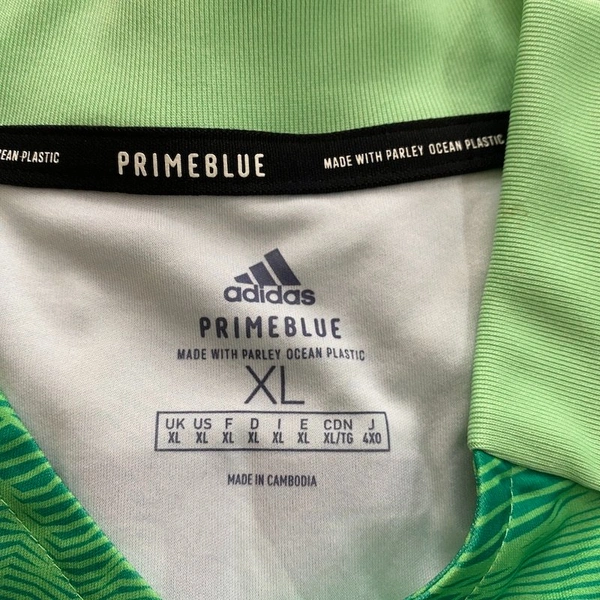 EAN PLASTIC PRIMEBLUE MADE WITH PARLEY OCEAN PLASTIC
adidas
PRIMEBLUE
MADE WITH PARLEY OCEAN PLASTIC
XL
UK US F D I E CDN J
XL XL XL XL XL XL XL/TG 4XO
MADE IN CAMBODIA